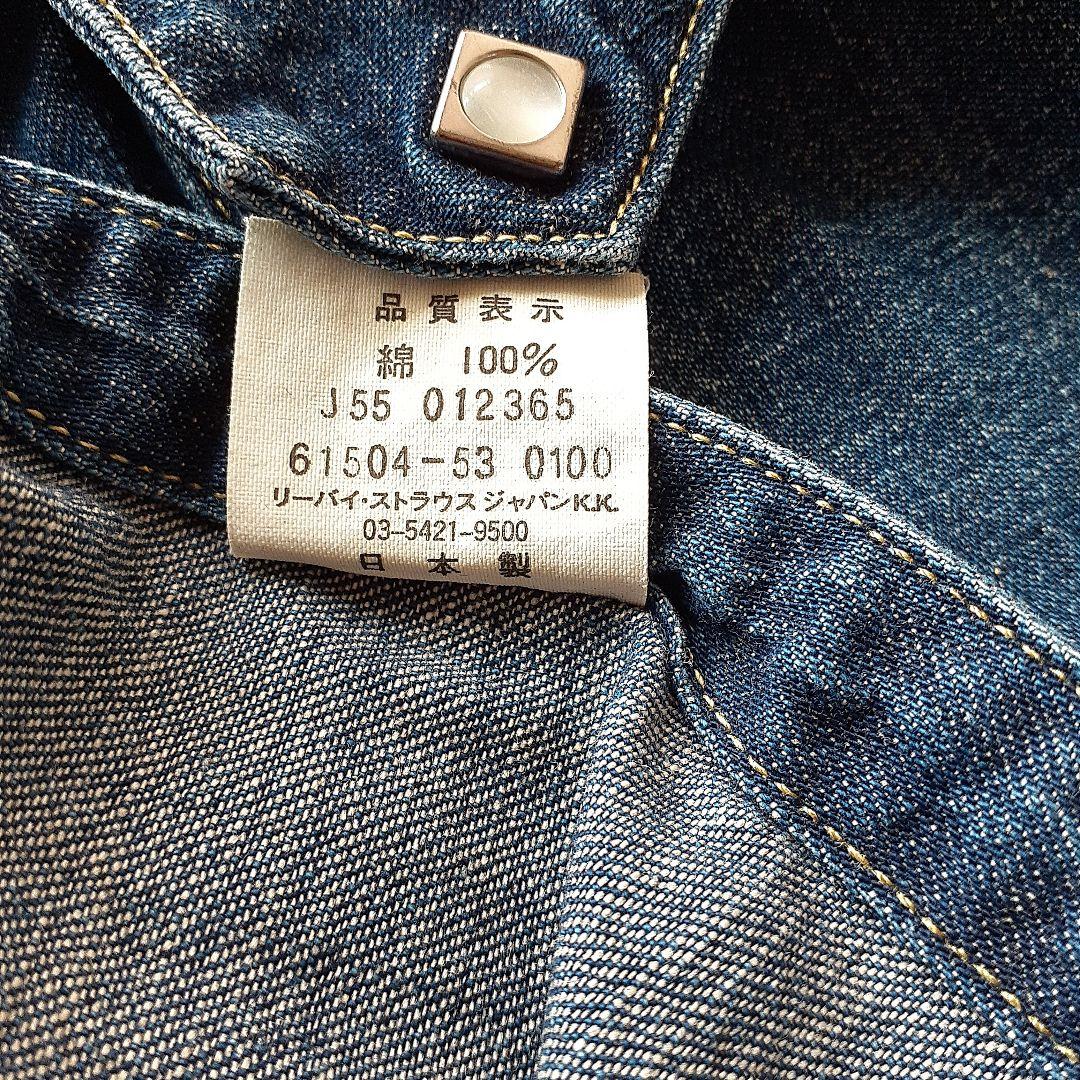 品質表示
綿 100%
J55 012365
61504-53 0100
リーバイ・ストラウス ジャパンK.K.
03-5421-9500
日本製